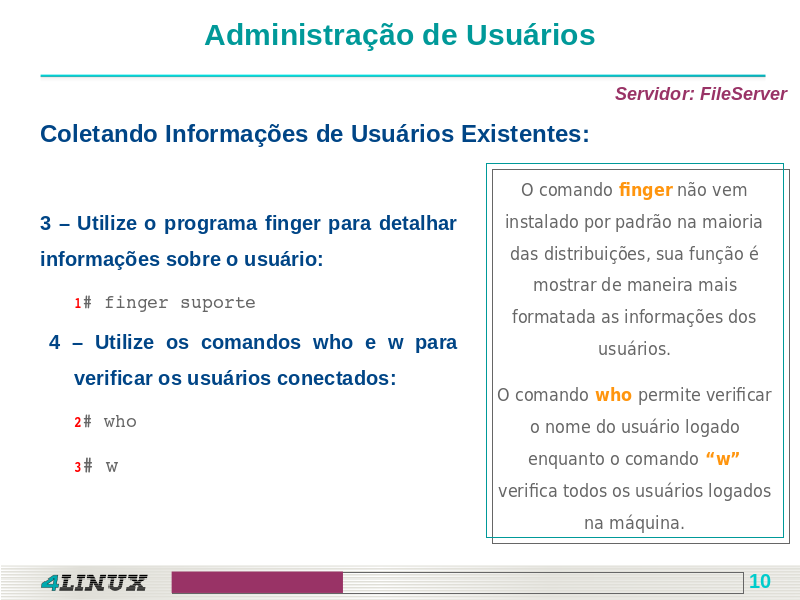 Administração de Usuários
Servidor: FileServer
Coletando Informações de Usuários Existentes:
3 – Utilize o programa finger para detalhar
informações sobre o usuário:
1# finger suporte
4 – Utilize os comandos who e w para
verificar os usuários conectados:
2# who
3# w
O comando finger não vem
instalado por padrão na maioria
das distribuições, sua função é
mostrar de maneira mais
formatada as informações dos
usuários.
O comando who permite verificar
o nome do usuário logado
enquanto o comando “w”
verifica todos os usuários logados
na máquina.
4LINUX
10